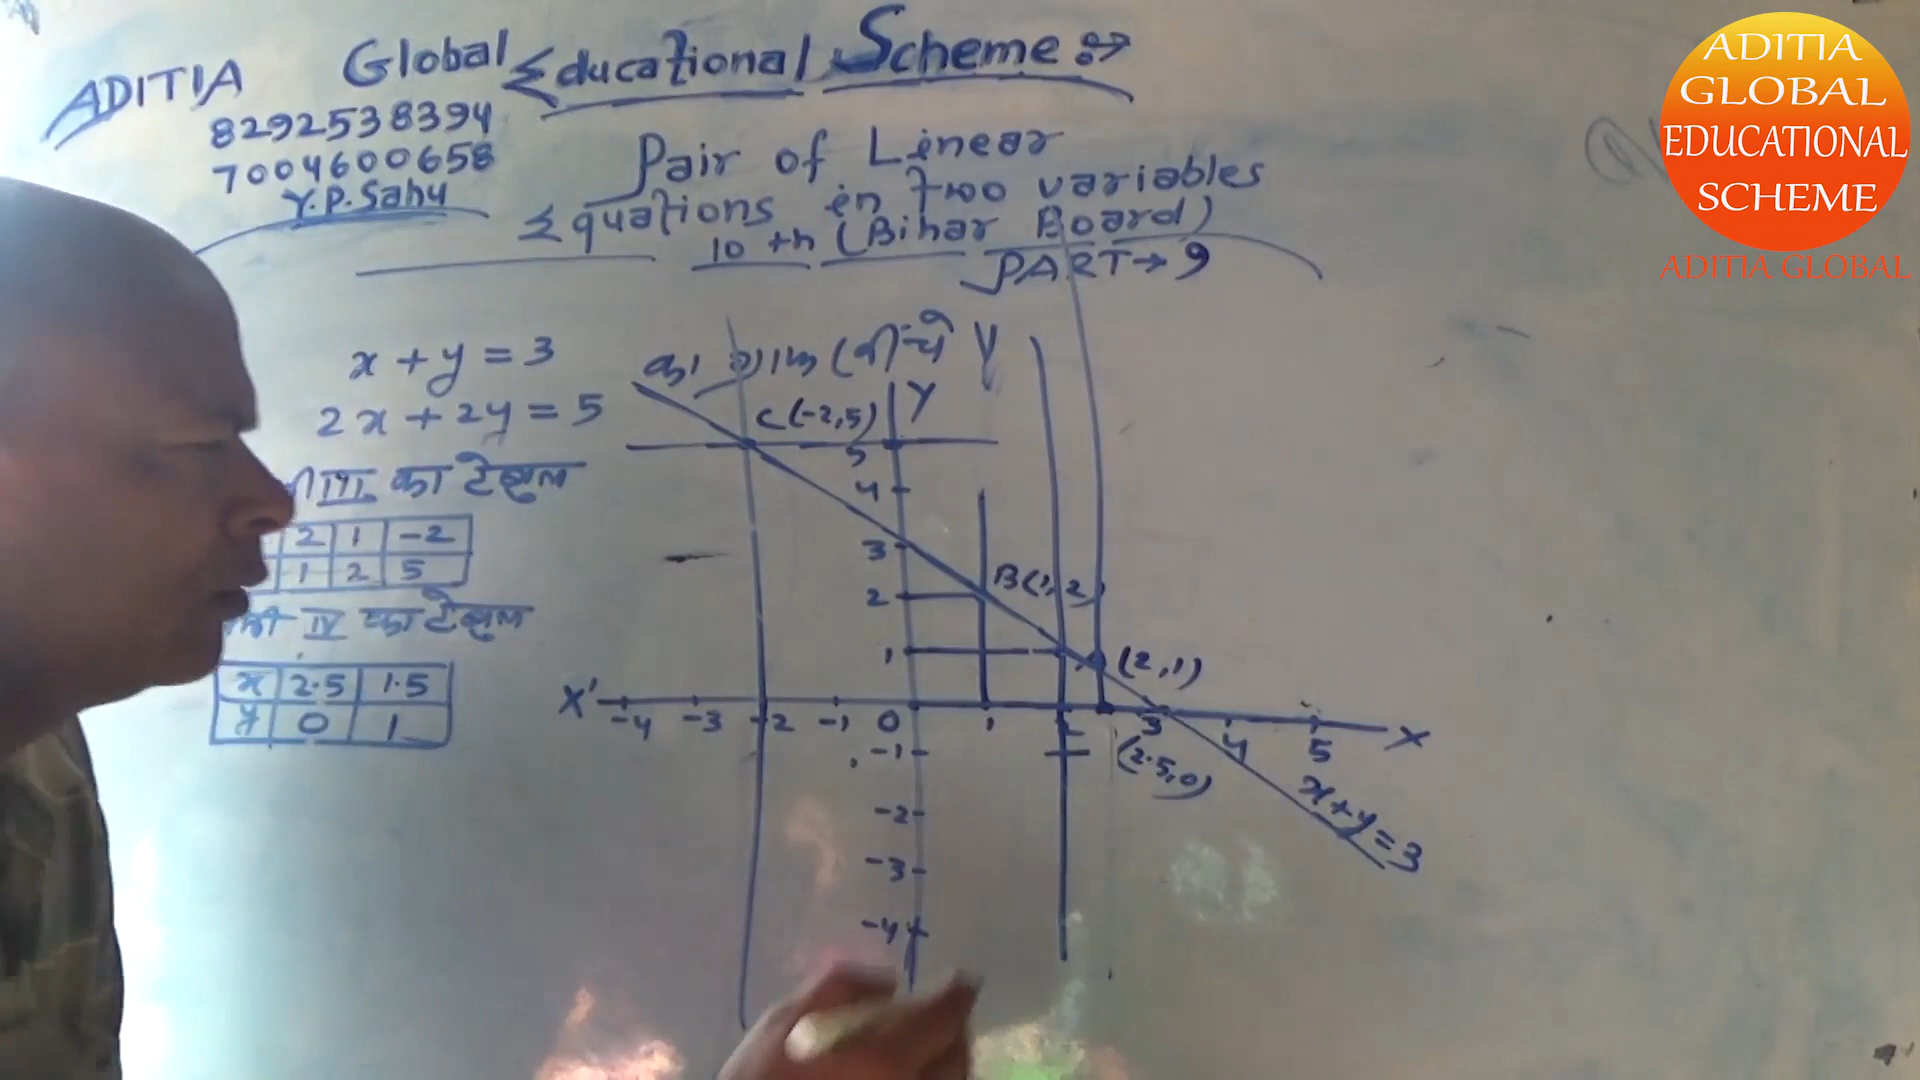 ADITIA Global Educational Scheme
8292538394
7004600658
Y.P.Sahu
Pair of Linear
Equations in two variables
10 th (Bihar Board)
PART→9
x + y = 3
2x + 2y = 5
का ग्राफ खींचे
III का टेबुल
2 1 -2
1 2 5
IV का टेबुल
x 2.5 1.5
y 0 1
Y
C(-2,5)
5
4
3
2
1
B(1,2)
(2,1)
X' -4 -3 -2 -1 0 1 2 3 4 5 X
(2.5,0)
-1
-2
-3
-4
x+y=3
ADITIA
GLOBAL
EDUCATIONAL
SCHEME
ADITIA GLOBAL